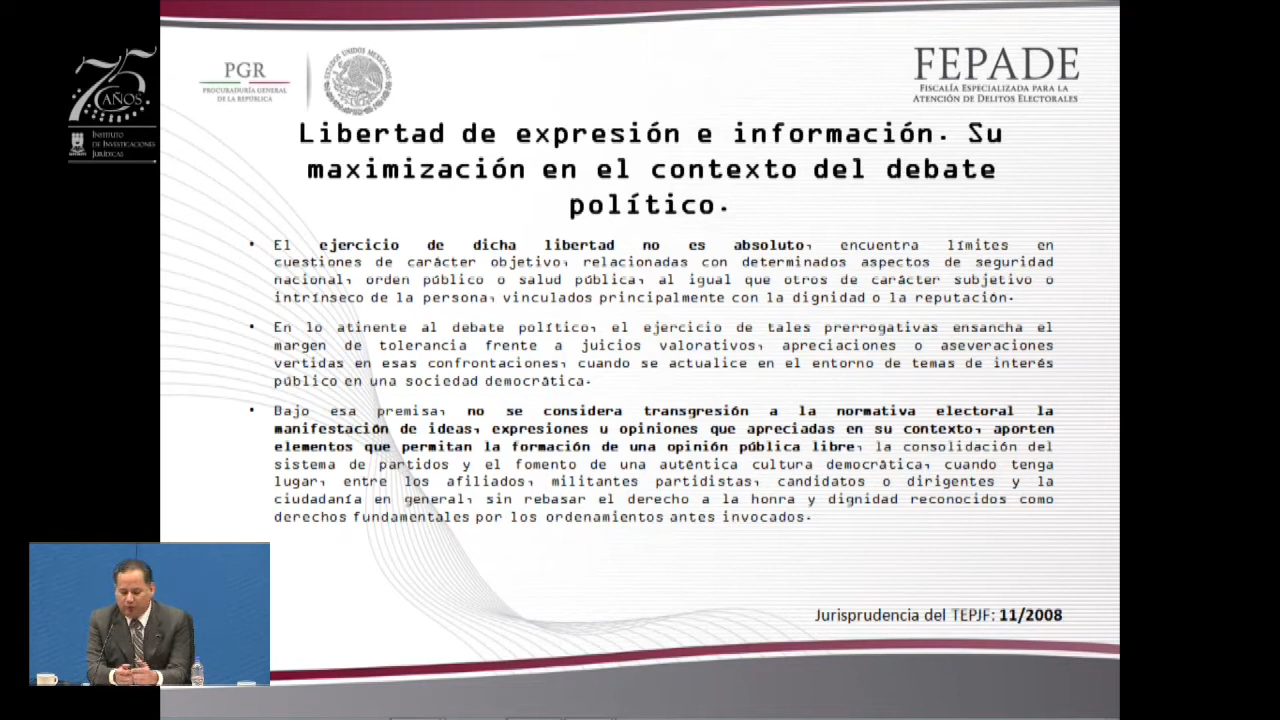 75
AÑOS
INSTITUTO
DE INVESTIGACIONES
JURÍDICAS
PGR
PROCURADURÍA GENERAL
DE LA REPÚBLICA
ESTADOS UNIDOS MEXICANOS
FEPADE
FISCALÍA ESPECIALIZADA PARA LA
ATENCIÓN DE DELITOS ELECTORALES
Libertad de expresión e información. Su
maximización en el contexto del debate
político.
• El ejercicio de dicha libertad no es absoluto, encuentra límites en
cuestiones de carácter objetivo, relacionadas con determinados aspectos de seguridad
nacional, orden público o salud pública, al igual que otros de carácter subjetivo o
intrínseco de la persona, vinculados principalmente con la dignidad o la reputación.
• En lo atinente al debate político, el ejercicio de tales prerrogativas ensancha el
margen de tolerancia frente a juicios valorativos, apreciaciones o aseveraciones
vertidas en esas confrontaciones, cuando se actualice en el entorno de temas de interés
público en una sociedad democrática.
• Bajo esa premisa, no se considera transgresión a la normativa electoral la
manifestación de ideas, expresiones u opiniones que apreciadas en su contexto, aporten
elementos que permitan la formación de una opinión pública libre, la consolidación del
sistema de partidos y el fomento de una auténtica cultura democrática, cuando tenga
lugar, entre los afiliados, militantes partidistas, candidatos o dirigentes y la
ciudadanía en general, sin rebasar el derecho a la honra y dignidad reconocidos como
derechos fundamentales por los ordenamientos antes invocados.
Jurisprudencia del TEPJF: 11/2008